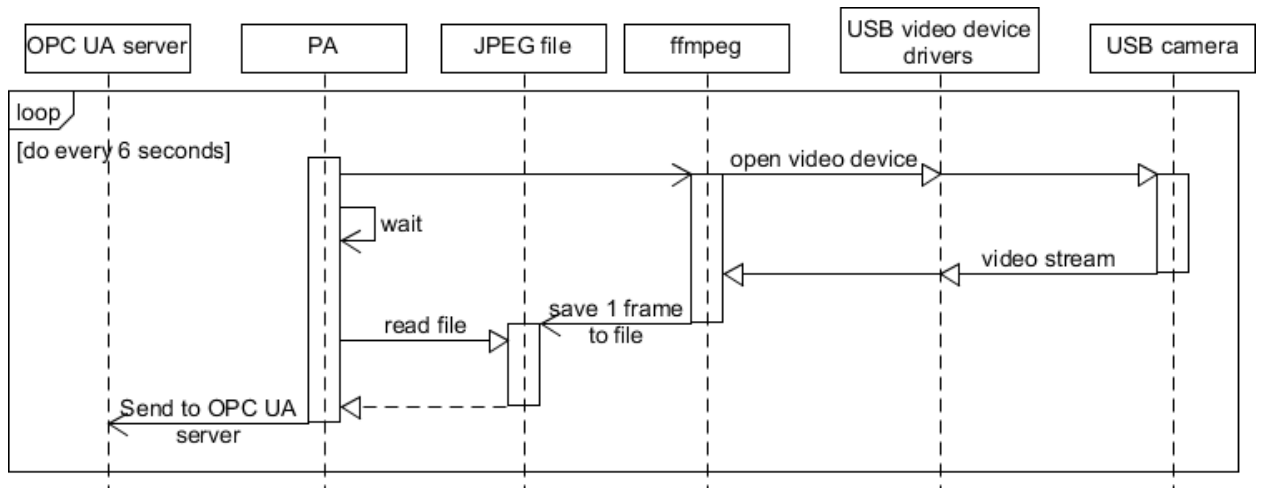 OPC UA server
PA
JPEG file
ffmpeg
USB video device
drivers
USB camera
loop
[do every 6 seconds]
open video device
wait
video stream
save 1 frame
to file
read file
Send to OPC UA
server